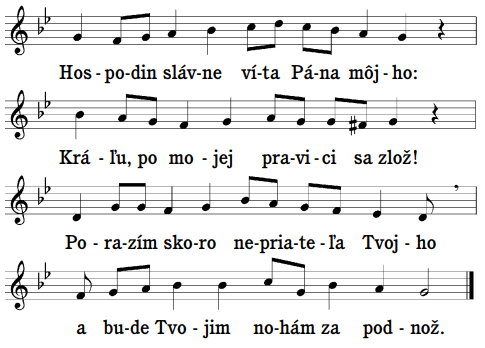 Hos - po - din sláv - ne ví - ta Pá - na môj - ho:
Krá - ľu, po mo - jej pra - vi - ci sa zlož!
Po - ra - zím sko - ro ne - pria - te - ľa Tvoj - ho
a bu - de Tvo - jim no - hám za pod - nož.